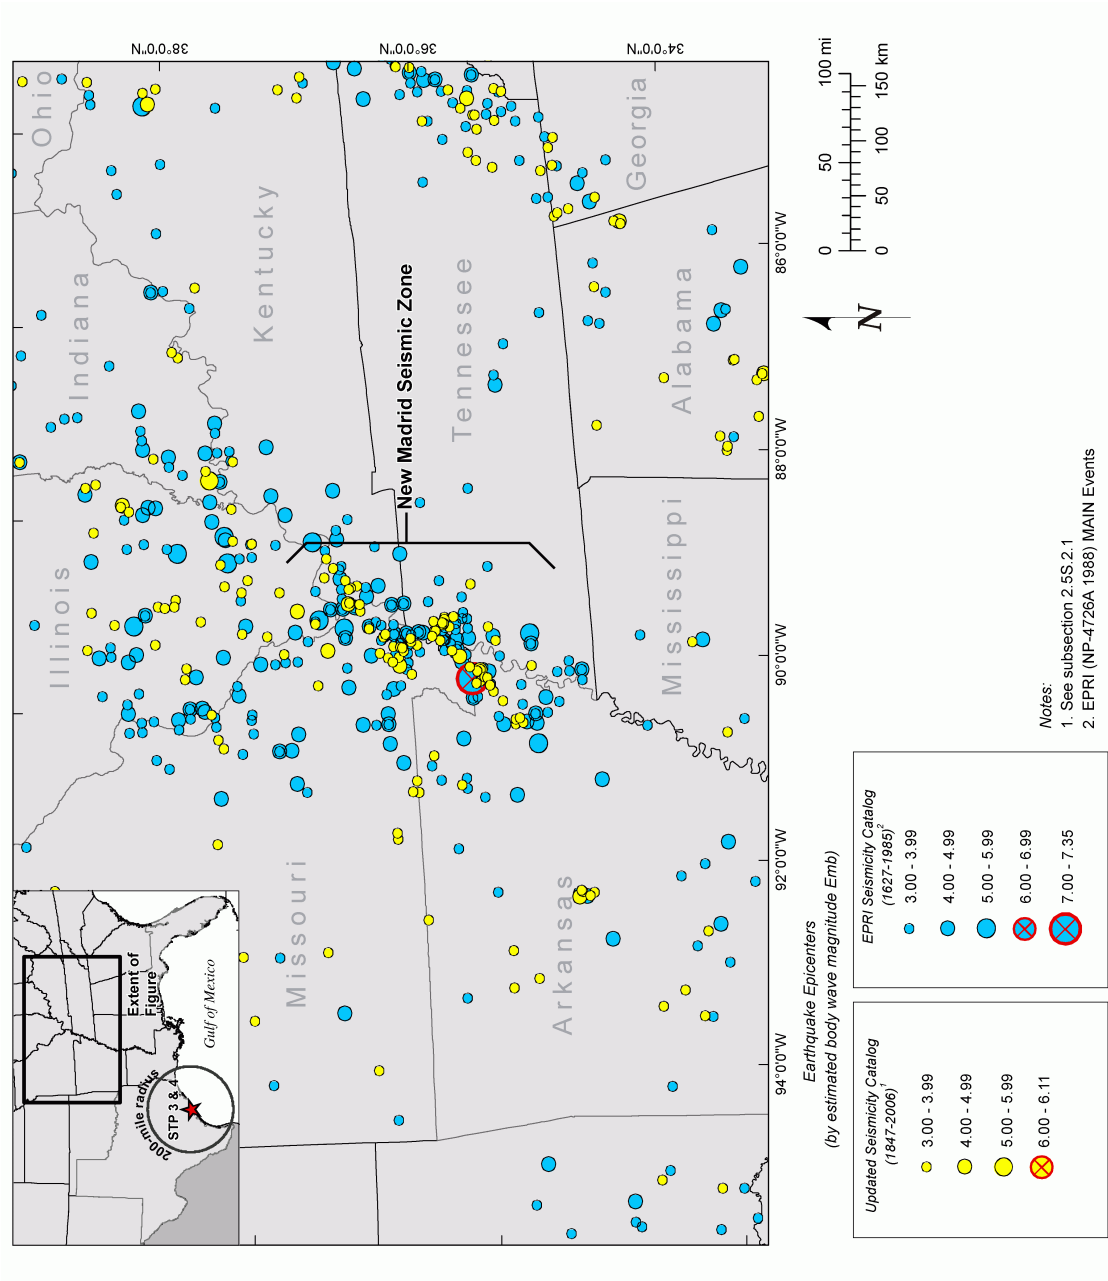 38°0'0"N
36°0'0"N
34°0'0"N
Ohio
Indiana
Illinois
Kentucky
Missouri
New Madrid Seismic Zone
Tennessee
Arkansas
Georgia
Alabama
Mississippi
86°0'0"W
88°0'0"W
90°0'0"W
92°0'0"W
94°0'0"W
Extent of
Figure
Gulf of Mexico
200-mile radius
STP 3 & 4
0 50 100 mi
0 50 100 150 km
N
Earthquake Epicenters
(by estimated body wave magnitude Emb)
Updated Seismicity Catalog
(1847-2006)1
3.00 - 3.99
4.00 - 4.99
5.00 - 5.99
6.00 - 6.11
EPRI Seismicity Catalog
(1627-1985)2
3.00 - 3.99
4.00 - 4.99
5.00 - 5.99
6.00 - 6.99
7.00 - 7.35
Notes:
1. See subsection 2.5S.2.1
2. EPRI (NP-4726A 1988) MAIN Events